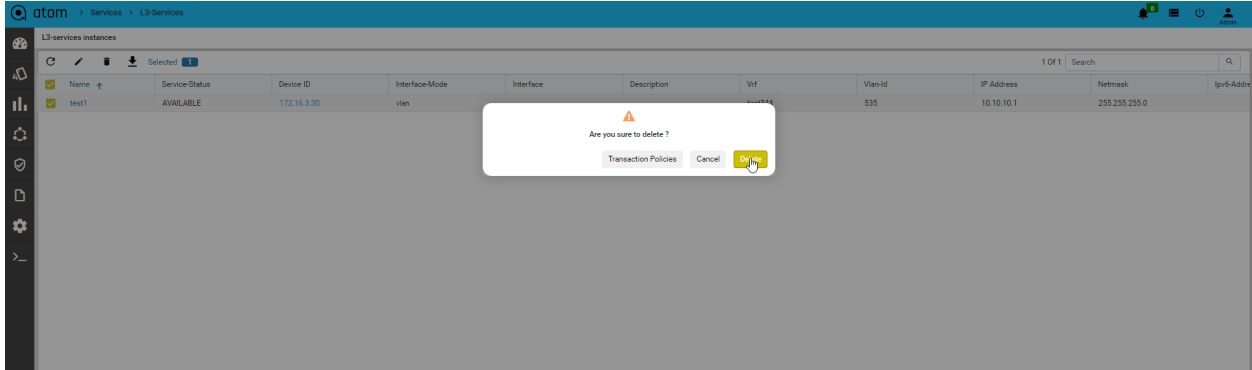 atom > Services > L3-Services
6
Admin
L3-services instances
Selected 1
1 Of 1 Search
Name Service-Status Device ID Interface-Mode Interface Description Vrf Vlan-Id IP Address Netmask Ipv6-Addre
test1 AVAILABLE 172.16.3.30 vlan 535 10.10.10.1 255.255.255.0
Are you sure to delete ?
Transaction Policies Cancel Delete